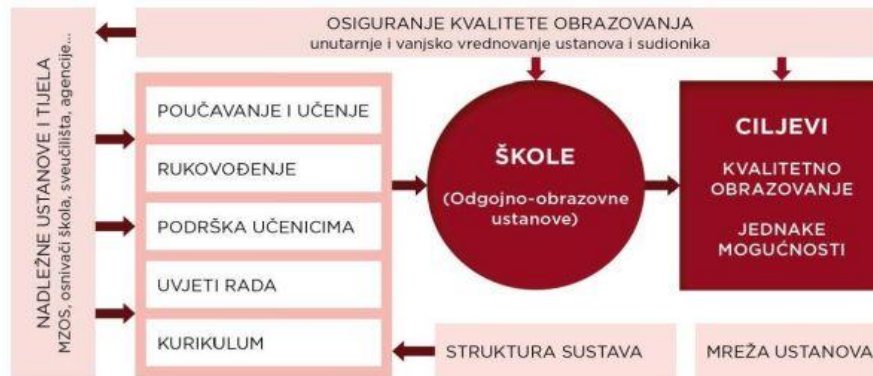 OSIGURANJE KVALITETE OBRAZOVANJA
unutarnje i vanjsko vrednovanje ustanova i sudionika
NADLEŽNE USTANOVE I TIJELA
MZOS, osnivači škola, sveučilišta, agencije...
POUČAVANJE I UČENJE
RUKOVOĐENJE
PODRŠKA UČENICIMA
UVJETI RADA
KURIKULUM
ŠKOLE
(Odgojno-obrazovne
ustanove)
CILJEVI
KVALITETNO
OBRAZOVANJE
JEDNAKE
MOGUĆNOSTI
STRUKTURA SUSTAVA
MREŽA USTANOVA